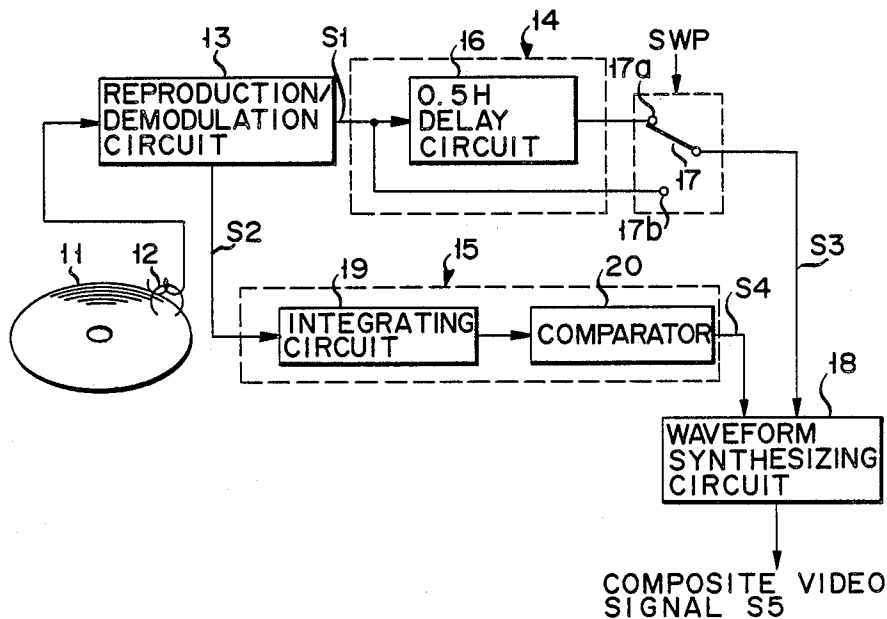 13
S1
14
16
SWP
17a
REPRODUCTION/
DEMODULATION
CIRCUIT
0.5H
DELAY
CIRCUIT
17
17b
S2
11
12
15
S3
19
20
S4
INTEGRATING
CIRCUIT
COMPARATOR
18
WAVEFORM
SYNTHESIZING
CIRCUIT
COMPOSITE VIDEO
SIGNAL S5